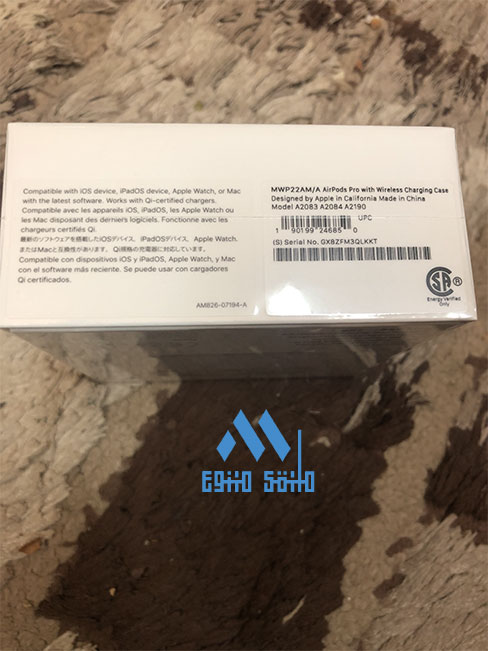 Compatible with iOS device, iPadOS device, Apple Watch, or Mac
with the latest software. Works with Qi-certified chargers.
Compatible avec les appareils iOS, iPadOS, les Apple Watch ou
les Mac disposant des derniers logiciels. Fonctionne avec les
chargeurs certifiés Qi.
最新のソフトウェアを搭載したiOSデバイス、iPadOSデバイス、Apple Watch、
またはMacと互換性があります。Qi規格の充電器に対応しています。
Compatible con dispositivos iOS y iPadOS, Apple Watch y Mac
con el software más reciente. Se puede usar con cargadores
Qi certificados.
AM826-07194-A
MWP22AM/A AirPods Pro with Wireless Charging Case
Designed by Apple in California Made in China
Model A2083 A2084 A2190
UPC
1 90199 24685 0
(S) Serial No. GX8ZFM3QLKKT
SA
Energy Verified
Only